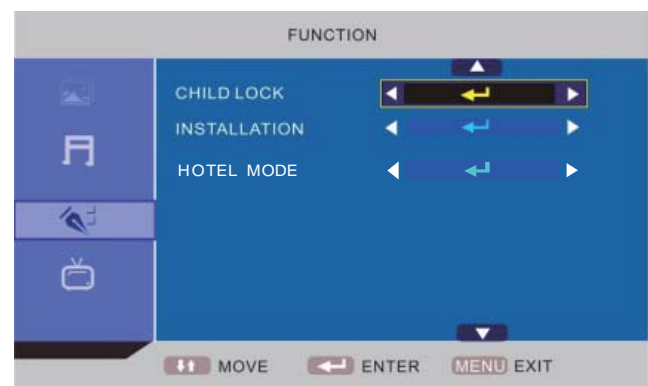 FUNCTION
CHILD LOCK
INSTALLATION
HOTEL MODE
MOVE ENTER MENU EXIT